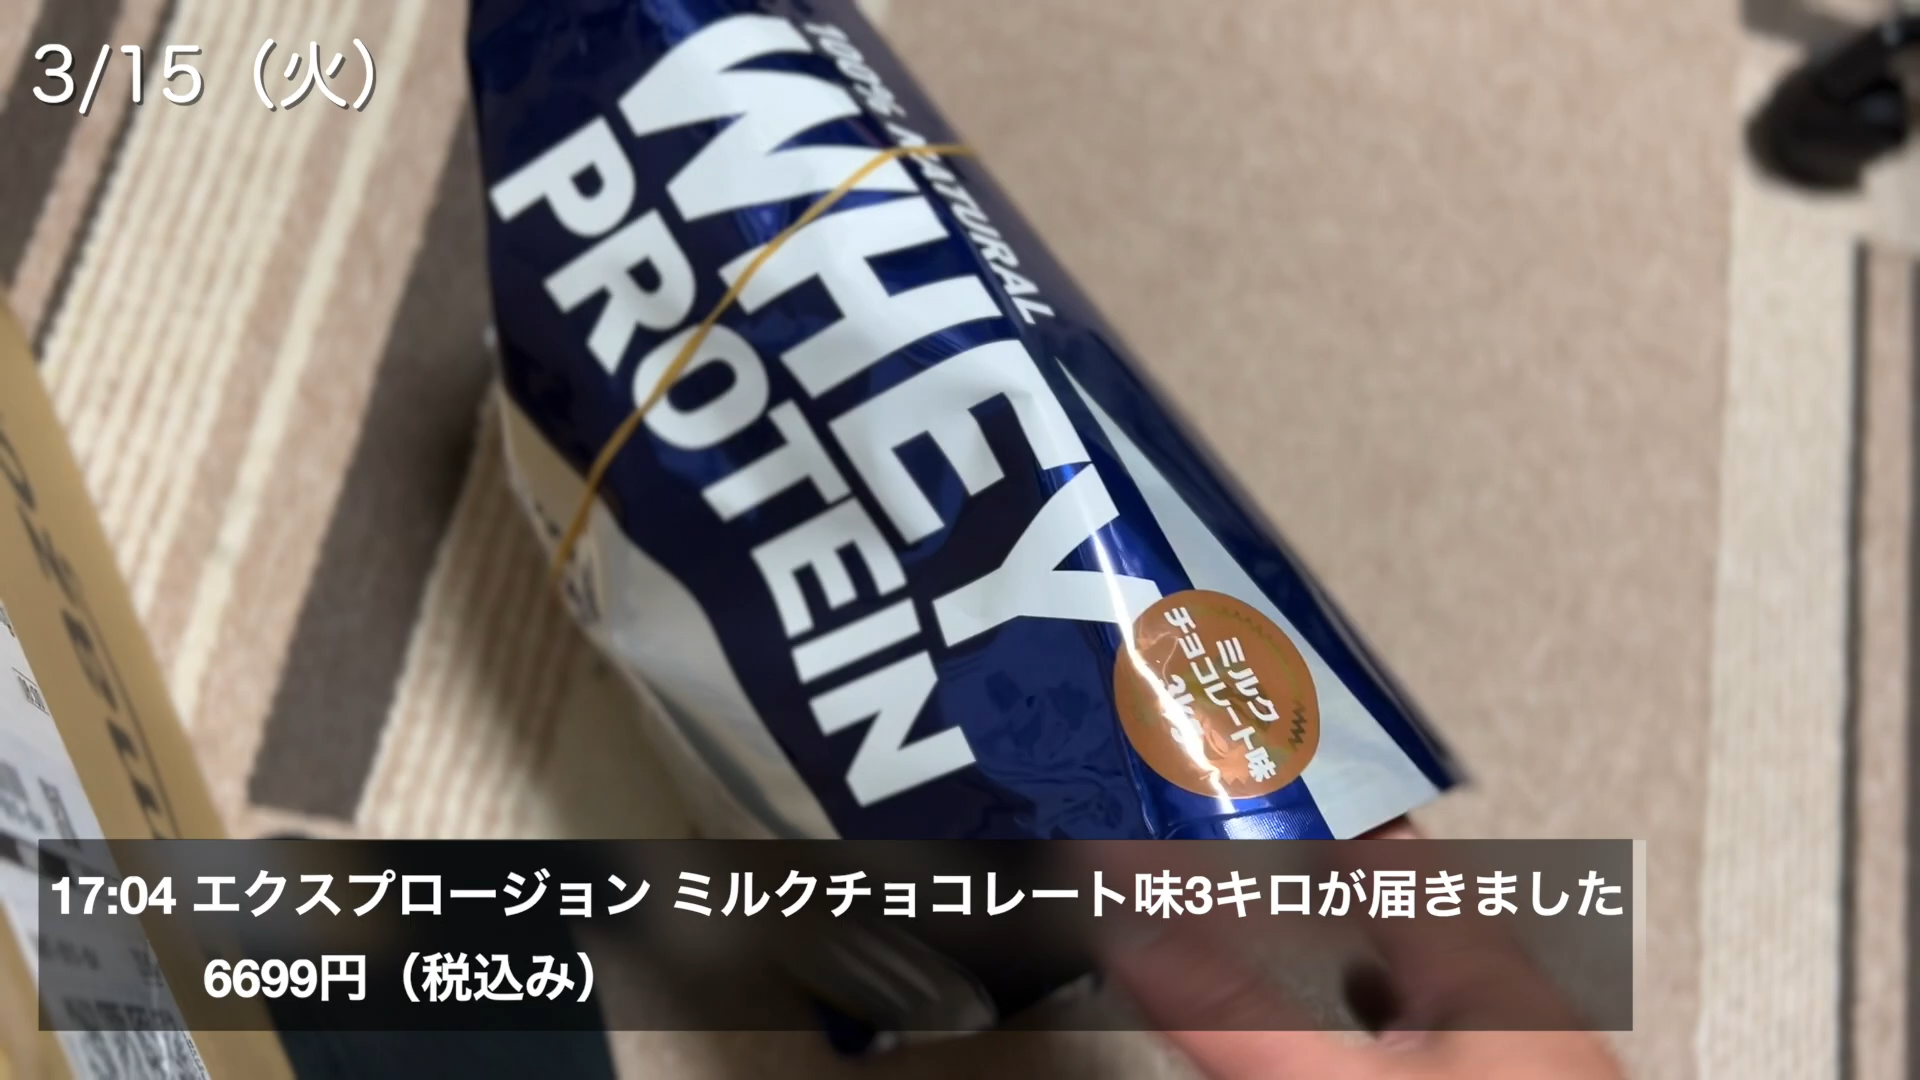 3/15（火）
100% NATURAL
WHEY
PROTEIN
ミルク
チョコレート味
3kg
17:04 エクスプロージョン ミルクチョコレート味3キロが届きました
6699円（税込み）